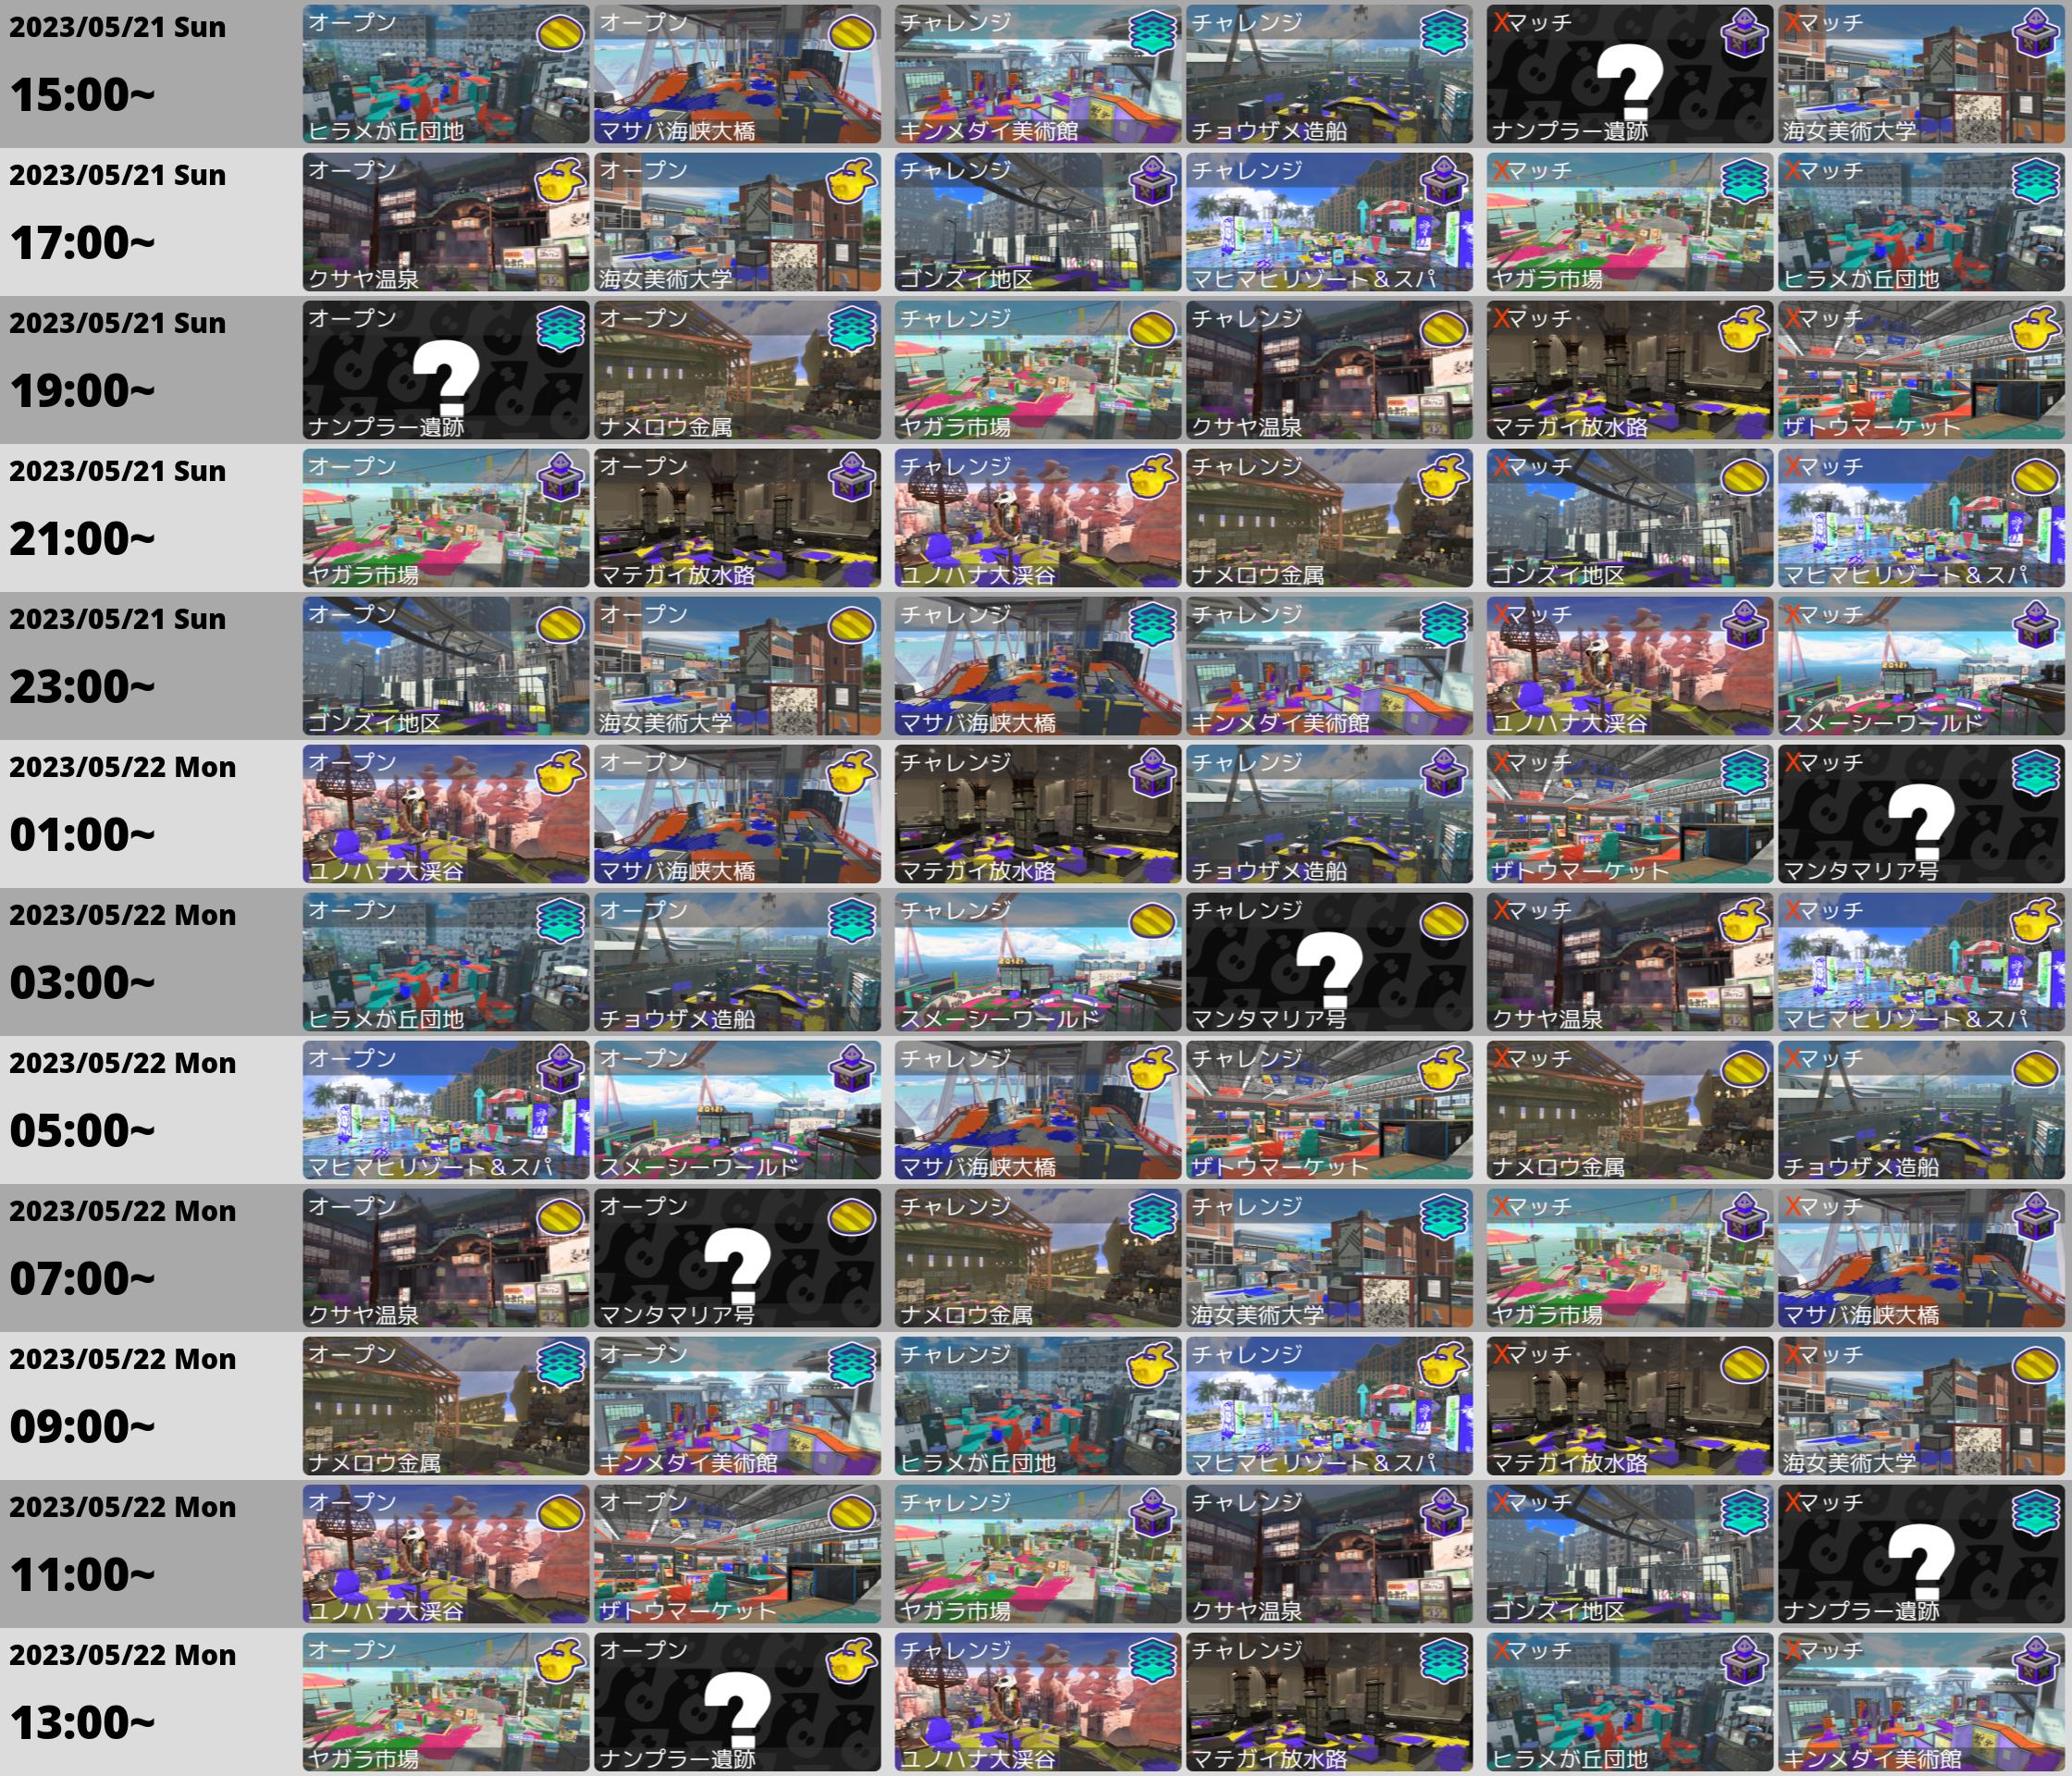 2023/05/21 Sun
15:00~
オープン オープン チャレンジ チャレンジ Xマッチ Xマッチ
ヒラメが丘団地 マサバ海峡大橋 キンメダイ美術館 チョウザメ造船 ナンプラー遺跡 海女美術大学
2023/05/21 Sun
17:00~
オープン オープン チャレンジ チャレンジ Xマッチ Xマッチ
クサヤ温泉 海女美術大学 ゴンズイ地区 マヒマヒリゾート&スパ ヤガラ市場 ヒラメが丘団地
2023/05/21 Sun
19:00~
オープン オープン チャレンジ チャレンジ Xマッチ Xマッチ
ナンプラー遺跡 ナメロウ金属 ヤガラ市場 クサヤ温泉 マテガイ放水路 ザトウマーケット
2023/05/21 Sun
21:00~
オープン オープン チャレンジ チャレンジ Xマッチ Xマッチ
ヤガラ市場 マテガイ放水路 ユノハナ大渓谷 ナメロウ金属 ゴンズイ地区 マヒマヒリゾート&スパ
2023/05/21 Sun
23:00~
オープン オープン チャレンジ チャレンジ Xマッチ Xマッチ
ゴンズイ地区 海女美術大学 マサバ海峡大橋 キンメダイ美術館 ユノハナ大渓谷 スメーシーワールド
2023/05/22 Mon
01:00~
オープン オープン チャレンジ チャレンジ Xマッチ Xマッチ
ユノハナ大渓谷 マサバ海峡大橋 マテガイ放水路 チョウザメ造船 ザトウマーケット マンタマリア号
2023/05/22 Mon
03:00~
オープン オープン チャレンジ チャレンジ Xマッチ Xマッチ
ヒラメが丘団地 チョウザメ造船 スメーシーワールド マンタマリア号 クサヤ温泉 マヒマヒリゾート&スパ
2023/05/22 Mon
05:00~
オープン オープン チャレンジ チャレンジ Xマッチ Xマッチ
マヒマヒリゾート&スパ スメーシーワールド マサバ海峡大橋 ザトウマーケット ナメロウ金属 チョウザメ造船
2023/05/22 Mon
07:00~
オープン オープン チャレンジ チャレンジ Xマッチ Xマッチ
クサヤ温泉 マンタマリア号 ナメロウ金属 海女美術大学 ヤガラ市場 マサバ海峡大橋
2023/05/22 Mon
09:00~
オープン オープン チャレンジ チャレンジ Xマッチ Xマッチ
ナメロウ金属 キンメダイ美術館 ヒラメが丘団地 マヒマヒリゾート&スパ マテガイ放水路 海女美術大学
2023/05/22 Mon
11:00~
オープン オープン チャレンジ チャレンジ Xマッチ Xマッチ
ユノハナ大渓谷 ザトウマーケット ヤガラ市場 クサヤ温泉 ゴンズイ地区 ナンプラー遺跡
2023/05/22 Mon
13:00~
オープン オープン チャレンジ チャレンジ Xマッチ Xマッチ
ヤガラ市場 ナンプラー遺跡 ユノハナ大渓谷 マテガイ放水路 ヒラメが丘団地 キンメダイ美術館